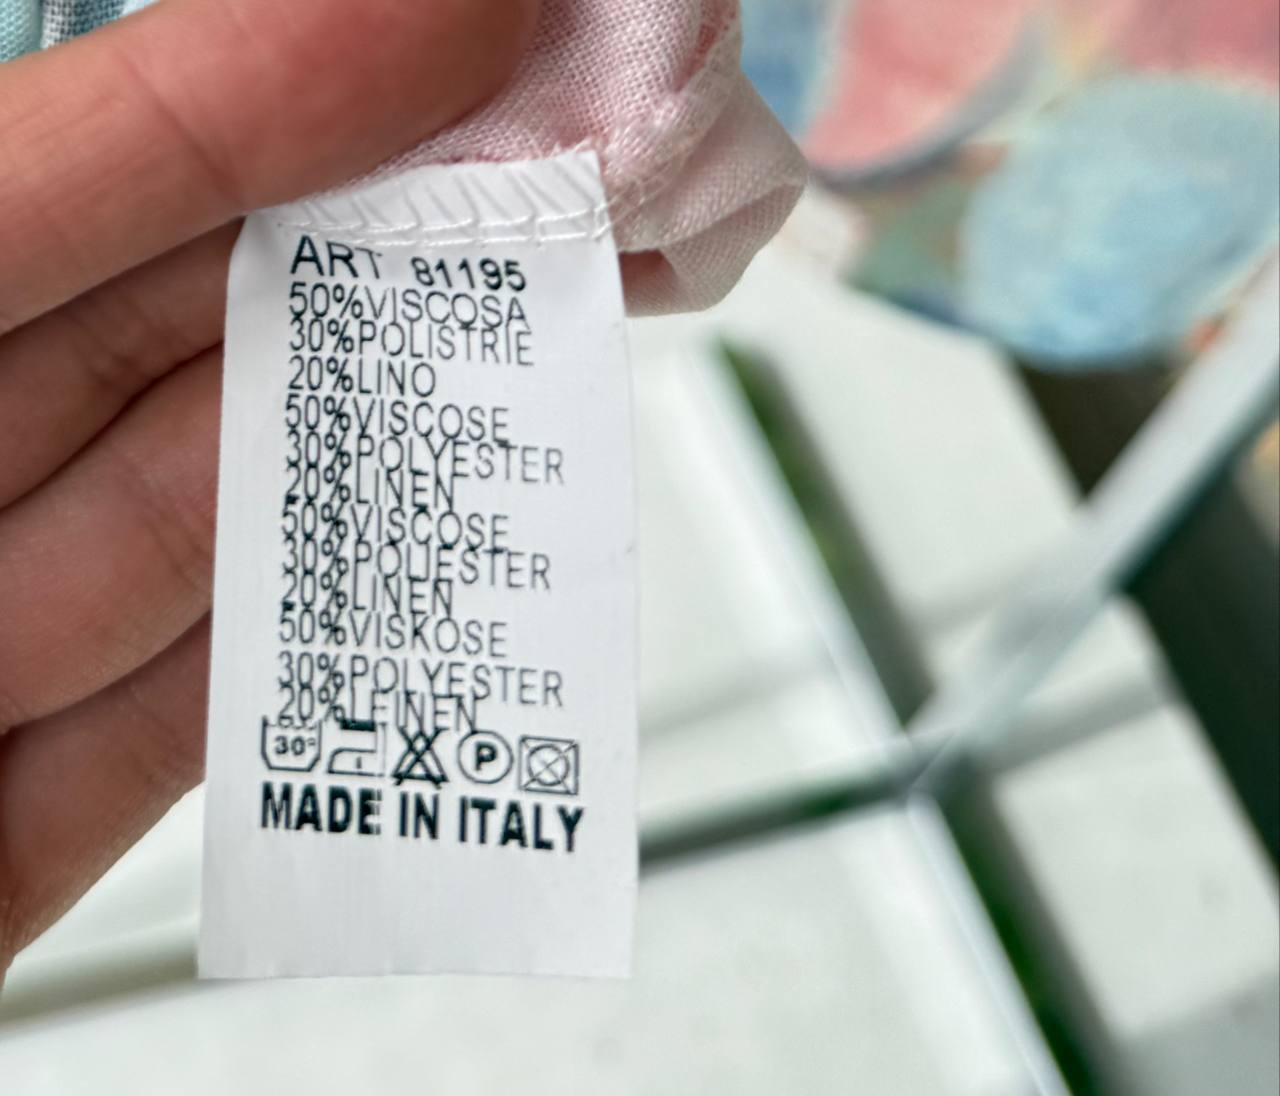 ART 81195
50%VISCOSA
30%POLISTRIE
20%LINO
50%VISCOSE
30%POLYESTER
20%LINEN
50%VISCOSE
30%POLIESTER
20%LINEN
50%VISKOSE
30%POLYESTER
20%LEINEN
30° P
MADE IN ITALY